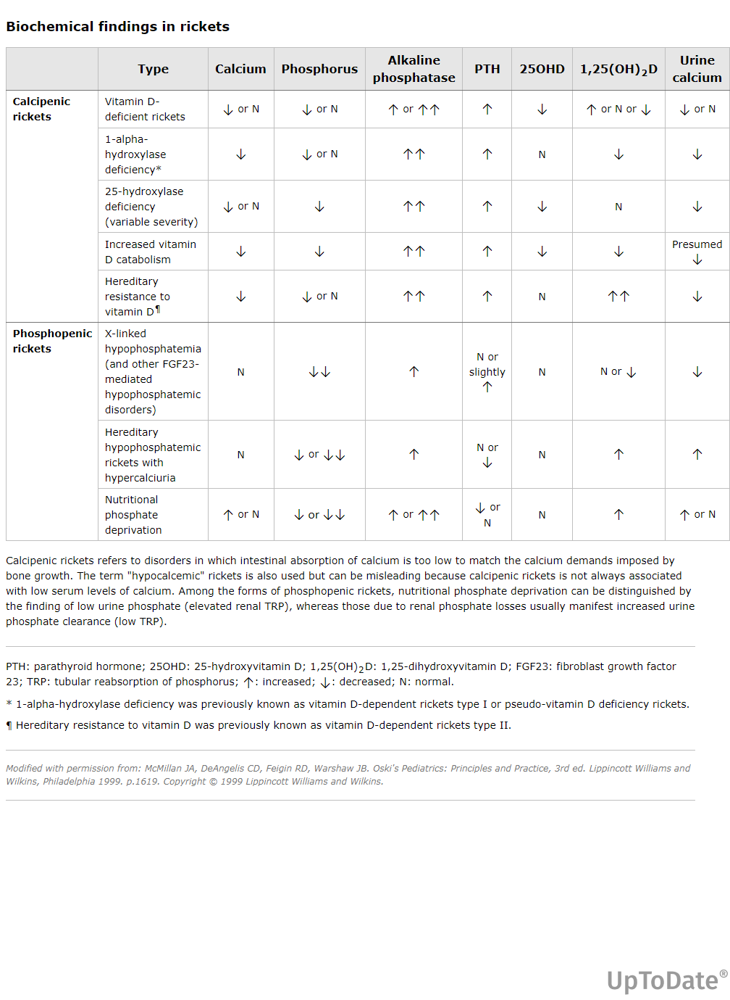 Biochemical findings in rickets
Type Calcium Phosphorus Alkaline phosphatase PTH 25OHD 1,25(OH)2D Urine calcium
Calcipenic rickets
Vitamin D-deficient rickets ↓ or N ↓ or N ↑ or ↑↑ ↑ ↓ ↑ or N or ↓ ↓ or N
1-alpha-hydroxylase deficiency* ↓ ↓ or N ↑↑ ↑ N ↓ ↓
25-hydroxylase deficiency (variable severity) ↓ or N ↓ ↑↑ ↑ ↓ N ↓
Increased vitamin D catabolism ↓ ↓ ↑↑ ↑ ↓ ↓ Presumed ↓
Hereditary resistance to vitamin D¶ ↓ ↓ or N ↑↑ ↑ N ↑↑ ↓
Phosphopenic rickets
X-linked hypophosphatemia (and other FGF23-mediated hypophosphatemic disorders) N ↓↓ ↑ N or slightly ↑ N N or ↓ ↓
Hereditary hypophosphatemic rickets with hypercalciuria N ↓ or ↓↓ ↑ N or ↓ N ↑ ↑
Nutritional phosphate deprivation ↑ or N ↓ or ↓↓ ↑ or ↑↑ ↓ or N N ↑ ↑ or N
Calcipenic rickets refers to disorders in which intestinal absorption of calcium is too low to match the calcium demands imposed by
bone growth. The term "hypocalcemic" rickets is also used but can be misleading because calcipenic rickets is not always associated
with low serum levels of calcium. Among the forms of phosphopenic rickets, nutritional phosphate deprivation can be distinguished by
the finding of low urine phosphate (elevated renal TRP), whereas those due to renal phosphate losses usually manifest increased urine
phosphate clearance (low TRP).
PTH: parathyroid hormone; 25OHD: 25-hydroxyvitamin D; 1,25(OH)2D: 1,25-dihydroxyvitamin D; FGF23: fibroblast growth factor
23; TRP: tubular reabsorption of phosphorus; ↑: increased; ↓: decreased; N: normal.
* 1-alpha-hydroxylase deficiency was previously known as vitamin D-dependent rickets type I or pseudo-vitamin D deficiency rickets.
¶ Hereditary resistance to vitamin D was previously known as vitamin D-dependent rickets type II.
Modified with permission from: McMillan JA, DeAngelis CD, Feigin RD, Warshaw JB. Oski's Pediatrics: Principles and Practice, 3rd ed. Lippincott Williams and
Wilkins, Philadelphia 1999. p.1619. Copyright © 1999 Lippincott Williams and Wilkins.
UpToDate®